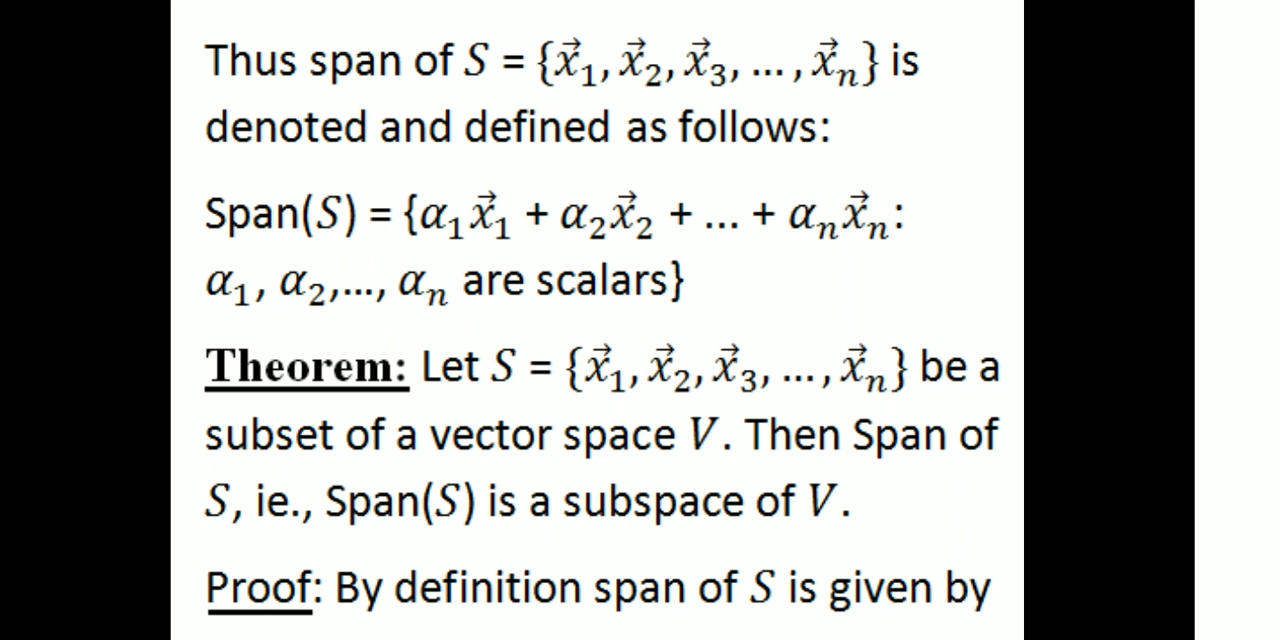 Thus span of 𝑆 = {x⃗₁, x⃗₂, x⃗₃, … , x⃗ₙ} is
denoted and defined as follows:
Span(𝑆) = {α₁x⃗₁ + α₂x⃗₂ + … + αₙx⃗ₙ:
α₁, α₂,…, αₙ are scalars}
Theorem: Let 𝑆 = {x⃗₁, x⃗₂, x⃗₃, … , x⃗ₙ} be a
subset of a vector space 𝑉. Then Span of
𝑆, ie., Span(𝑆) is a subspace of 𝑉.
Proof: By definition span of 𝑆 is given by